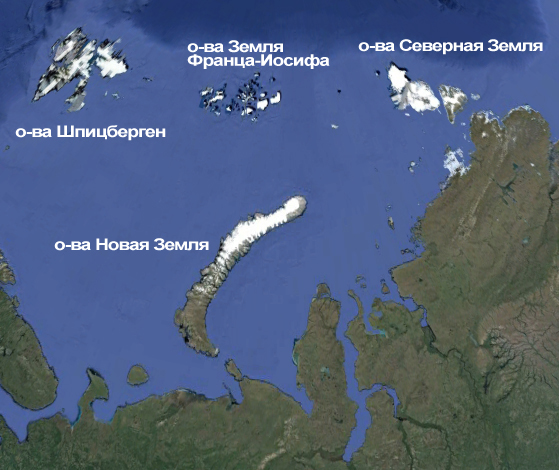 о-ва Земля
Франца-Иосифа
о-ва Северная Земля
о-ва Шпицберген
о-ва Новая Земля